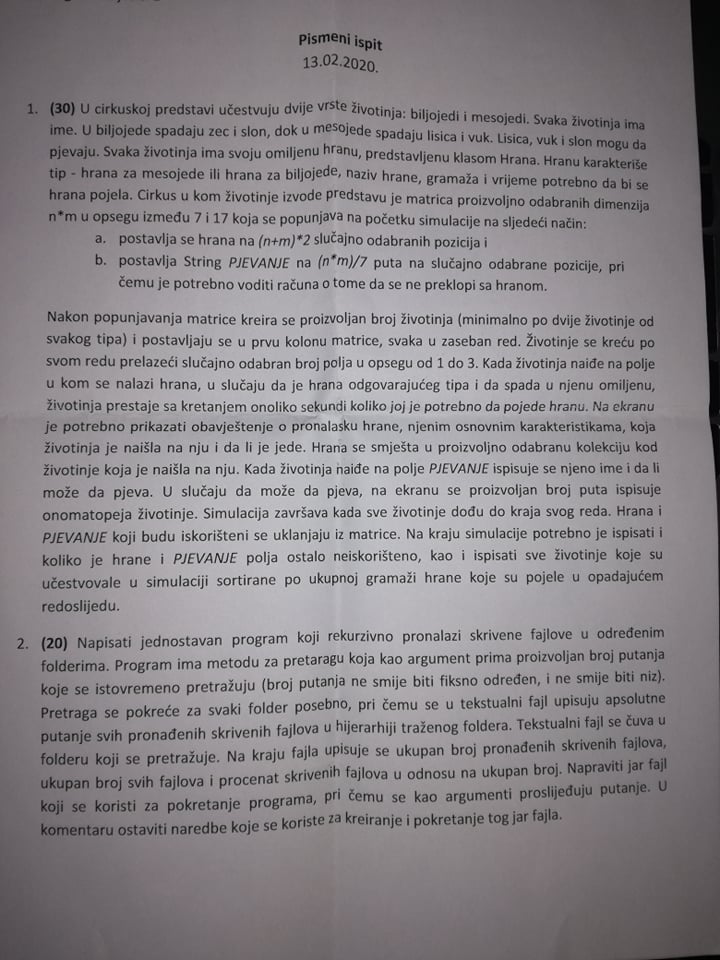 Pismeni ispit
13.02.2020.
1. (30) U cirkuskoj predstavi učestvuju dvije vrste životinja: biljojedi i mesojedi. Svaka životinja ima
ime. U biljojede spadaju zec i slon, dok u mesojede spadaju lisica i vuk. Lisica, vuk i slon mogu da
pjevaju. Svaka životinja ima svoju omiljenu hranu, predstavljenu klasom Hrana. Hranu karakteriše
tip - hrana za mesojede ili hrana za biljojede, naziv hrane, gramaža i vrijeme potrebno da bi se
hrana pojela. Cirkus u kom životinje izvode predstavu je matrica proizvoljno odabranih dimenzija
n*m u opsegu između 7 i 17 koja se popunjava na početku simulacije na sljedeći način:
a. postavlja se hrana na (n+m)*2 slučajno odabranih pozicija i
b. postavlja String PJEVANJE na (n*m)/7 puta na slučajno odabrane pozicije, pri
čemu je potrebno voditi računa o tome da se ne preklopi sa hranom.
Nakon popunjavanja matrice kreira se proizvoljan broj životinja (minimalno po dvije životinje od
svakog tipa) i postavljaju se u prvu kolonu matrice, svaka u zaseban red. Životinje se kreću po
svom redu prelazeći slučajno odabran broj polja u opsegu od 1 do 3. Kada životinja naiđe na polje
u kom se nalazi hrana, u slučaju da je hrana odgovarajućeg tipa i da spada u njenu omiljenu,
životinja prestaje sa kretanjem onoliko sekundi koliko joj je potrebno da pojede hranu. Na ekranu
je potrebno prikazati obavještenje o pronalasku hrane, njenim osnovnim karakteristikama, koja
životinja je naišla na nju i da li je jede. Hrana se smješta u proizvoljno odabranu kolekciju kod
životinje koja je naišla na nju. Kada životinja naiđe na polje PJEVANJE ispisuje se njeno ime i da li
može da pjeva. U slučaju da može da pjeva, na ekranu se proizvoljan broj puta ispisuje
onomatopeja životinje. Simulacija završava kada sve životinje dođu do kraja svog reda. Hrana i
PJEVANJE koji budu iskorišteni se uklanjaju iz matrice. Na kraju simulacije potrebno je ispisati i
koliko je hrane i PJEVANJE polja ostalo neiskorišteno, kao i ispisati sve životinje koje su
učestvovale u simulaciji sortirane po ukupnoj gramaži hrane koje su pojele u opadajućem
redoslijedu.
2. (20) Napisati jednostavan program koji rekurzivno pronalazi skrivene fajlove u određenim
folderima. Program ima metodu za pretaragu koja kao argument prima proizvoljan broj putanja
koje se istovremeno pretražuju (broj putanja ne smije biti fiksno određen, i ne smije biti niz).
Pretraga se pokreće za svaki folder posebno, pri čemu se u tekstualni fajl upisuju apsolutne
putanje svih pronađenih skrivenih fajlova u hijerarhiji traženog foldera. Tekstualni fajl se čuva u
folderu koji se pretražuje. Na kraju fajla upisuje se ukupan broj pronađenih skrivenih fajlova,
ukupan broj svih fajlova i procenat skrivenih fajlova u odnosu na ukupan broj. Napraviti jar fajl
koji se koristi za pokretanje programa, pri čemu se kao argumenti prosljeđuju putanje. U
komentaru ostaviti naredbe koje se koriste za kreiranje i pokretanje tog jar fajla.